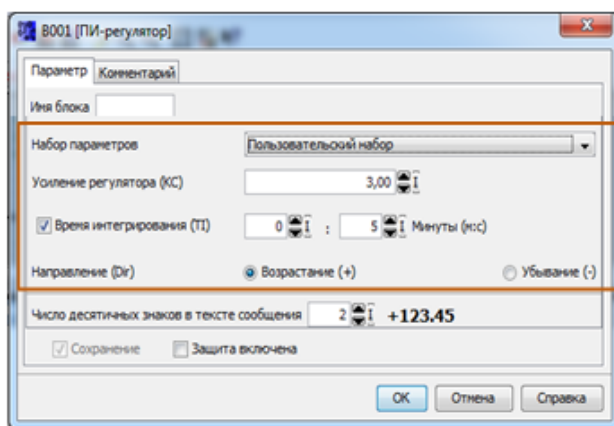 B001 [ПИ-регулятор]
Параметр Комментарий
Имя блока
Набор параметров Пользовательский набор
Усиление регулятора (КС) 3,00
Время интегрирования (TI) 0 : 5 Минуты (м:с)
Направление (Dir) Возрастание (+) Убывание (-)
Число десятичных знаков в тексте сообщения 2 +123.45
Сохранение Защита включена
OK Отмена Справка